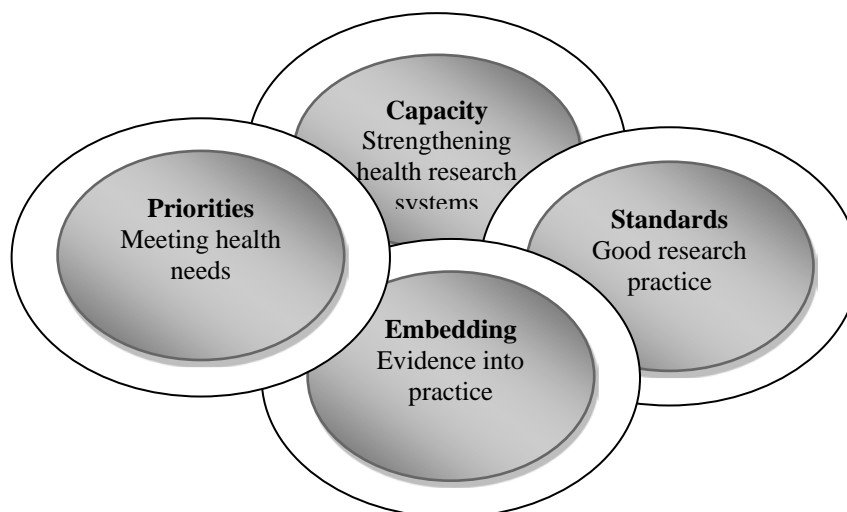 Capacity
Strengthening
health research
systems
Priorities
Meeting health
needs
Standards
Good research
practice
Embedding
Evidence into
practice